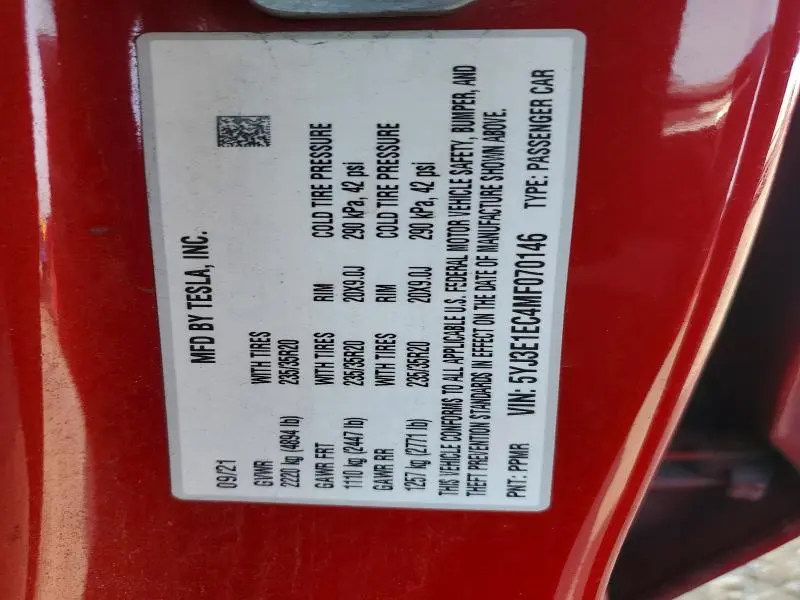 MFD BY TESLA, INC.
09/21
GVWR WITH TIRES
2220 kg (4894 lb) 235/35R20
GAWR FRT WITH TIRES RIM COLD TIRE PRESSURE
1110 kg (2447 lb) 235/35R20 20X9.0J 290 kPa, 42 psi
GAWR RR WITH TIRES RIM COLD TIRE PRESSURE
1257 kg (2771 lb) 235/35R20 20X9.0J 290 kPa, 42 psi
THIS VEHICLE CONFORMS TO ALL APPLICABLE U.S. FEDERAL MOTOR VEHICLE SAFETY, BUMPER, AND
THEFT PREVENTION STANDARDS IN EFFECT ON THE DATE OF MANUFACTURE SHOWN ABOVE.
PNT: PPMR VIN: 5YJ3E1EC4MF070146 TYPE: PASSENGER CAR